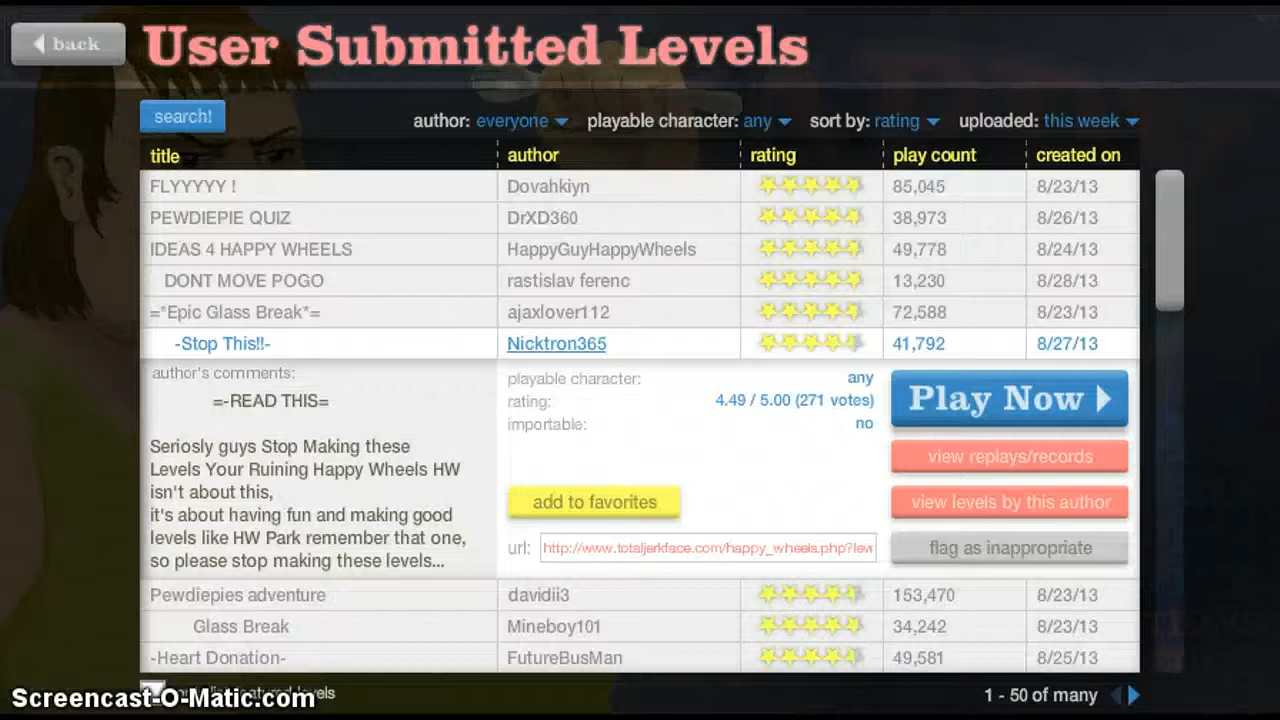 back
User Submitted Levels
search!
author: everyone playable character: any sort by: rating uploaded: this week
title author rating play count created on
FLYYYYY ! Dovahkiyn 85,045 8/23/13
PEWDIEPIE QUIZ DrXD360 38,973 8/26/13
IDEAS 4 HAPPY WHEELS HappyGuyHappyWheels 49,778 8/24/13
DONT MOVE POGO rastislav ferenc 13,230 8/28/13
=*Epic Glass Break*= ajaxlover112 72,588 8/23/13
-Stop This!!- Nicktron365 41,792 8/27/13
author's comments:
=-READ THIS=
Seriosly guys Stop Making these
Levels Your Ruining Happy Wheels HW
isn't about this,
it's about having fun and making good
levels like HW Park remember that one,
so please stop making these levels...
playable character: any
rating: 4.49 / 5.00 (271 votes)
importable: no
add to favorites
url: http://www.totaljerkface.com/happy_wheels.php?leve
Play Now
view replays/records
view levels by this author
flag as inappropriate
Pewdiepies adventure davidii3 153,470 8/23/13
Glass Break Mineboy101 34,242 8/23/13
-Heart Donation- FutureBusMan 49,581 8/25/13
levels
1 - 50 of many
Screencast-O-Matic.com